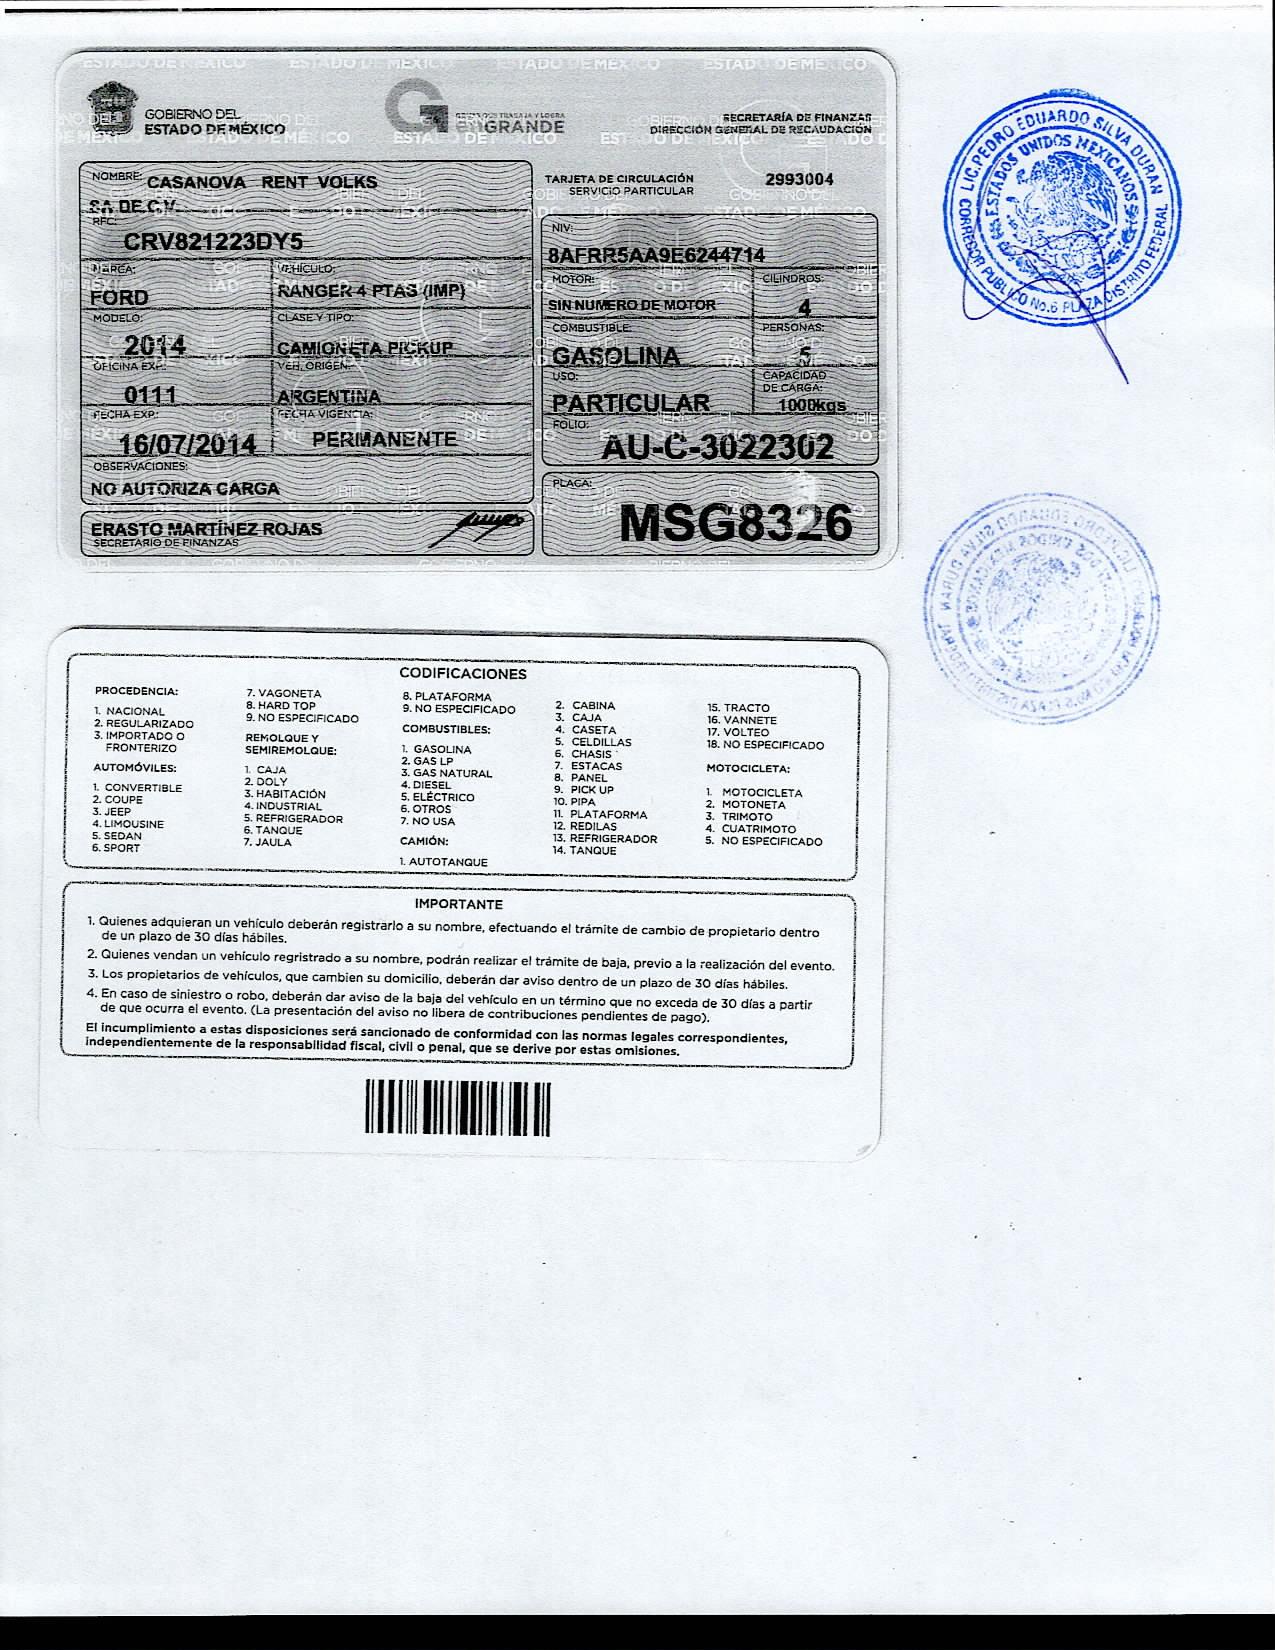 GOBIERNO DEL
ESTADO DE MÉXICO
GENTE QUE TRABAJA Y LOGRA
ENGRANDE
SECRETARÍA DE FINANZAS
DIRECCIÓN GENERAL DE RECAUDACIÓN
TARJETA DE CIRCULACIÓN
SERVICIO PARTICULAR
2993004
NOMBRE: CASANOVA RENT VOLKS
SA DE C.V.
RFC:
CRV821223DY5
MARCA:
FORD
VEHÍCULO:
RANGER 4 PTAS (IMP)
MODELO:
2014
CLASE Y TIPO:
CAMIONETA PICKUP
OFICINA EXP.:
0111
VEH. ORIGEN:
ARGENTINA
FECHA EXP:
16/07/2014
FECHA VIGENCIA:
PERMANENTE
OBSERVACIONES:
NO AUTORIZA CARGA
ERASTO MARTÍNEZ ROJAS
SECRETARIO DE FINANZAS
NIV:
8AFRR5AA9E6244714
MOTOR:
SIN NUMERO DE MOTOR
CILINDROS:
4
COMBUSTIBLE:
GASOLINA
PERSONAS:
5
USO:
PARTICULAR
CAPACIDAD
DE CARGA:
1000kgs
FOLIO:
AU-C-3022302
PLACA:
MSG8326
LIC. PEDRO EDUARDO SILVA DURAN
ESTADOS UNIDOS MEXICANOS
CORREDOR PUBLICO No.6 PLAZA DISTRITO FEDERAL
CODIFICACIONES
PROCEDENCIA:
1. NACIONAL
2. REGULARIZADO
3. IMPORTADO O
FRONTERIZO
AUTOMÓVILES:
1. CONVERTIBLE
2. COUPE
3. JEEP
4. LIMOUSINE
5. SEDAN
6. SPORT
7. VAGONETA
8. HARD TOP
9. NO ESPECIFICADO
REMOLQUE Y
SEMIREMOLQUE:
1. CAJA
2. DOLY
3. HABITACIÓN
4. INDUSTRIAL
5. REFRIGERADOR
6. TANQUE
7. JAULA
8. PLATAFORMA
9. NO ESPECIFICADO
COMBUSTIBLES:
1. GASOLINA
2. GAS LP
3. GAS NATURAL
4. DIESEL
5. ELÉCTRICO
6. OTROS
7. NO USA
CAMIÓN:
1. AUTOTANQUE
2. CABINA
3. CAJA
4. CASETA
5. CELDILLAS
6. CHASIS
7. ESTACAS
8. PANEL
9. PICK UP
10. PIPA
11. PLATAFORMA
12. REDILAS
13. REFRIGERADOR
14. TANQUE
15. TRACTO
16. VANNETE
17. VOLTEO
18. NO ESPECIFICADO
MOTOCICLETA:
1. MOTOCICLETA
2. MOTONETA
3. TRIMOTO
4. CUATRIMOTO
5. NO ESPECIFICADO
IMPORTANTE
1. Quienes adquieran un vehículo deberán registrarlo a su nombre, efectuando el trámite de cambio de propietario dentro
de un plazo de 30 días hábiles.
2. Quienes vendan un vehículo registrado a su nombre, podrán realizar el trámite de baja, previo a la realización del evento.
3. Los propietarios de vehículos, que cambien su domicilio, deberán dar aviso dentro de un plazo de 30 días hábiles.
4. En caso de siniestro o robo, deberán dar aviso de la baja del vehículo en un término que no exceda de 30 días a partir
de que ocurra el evento. (La presentación del aviso no libera de contribuciones pendientes de pago).
El incumplimiento a estas disposiciones será sancionado de conformidad con las normas legales correspondientes,
independientemente de la responsabilidad fiscal, civil o penal, que se derive por estas omisiones.